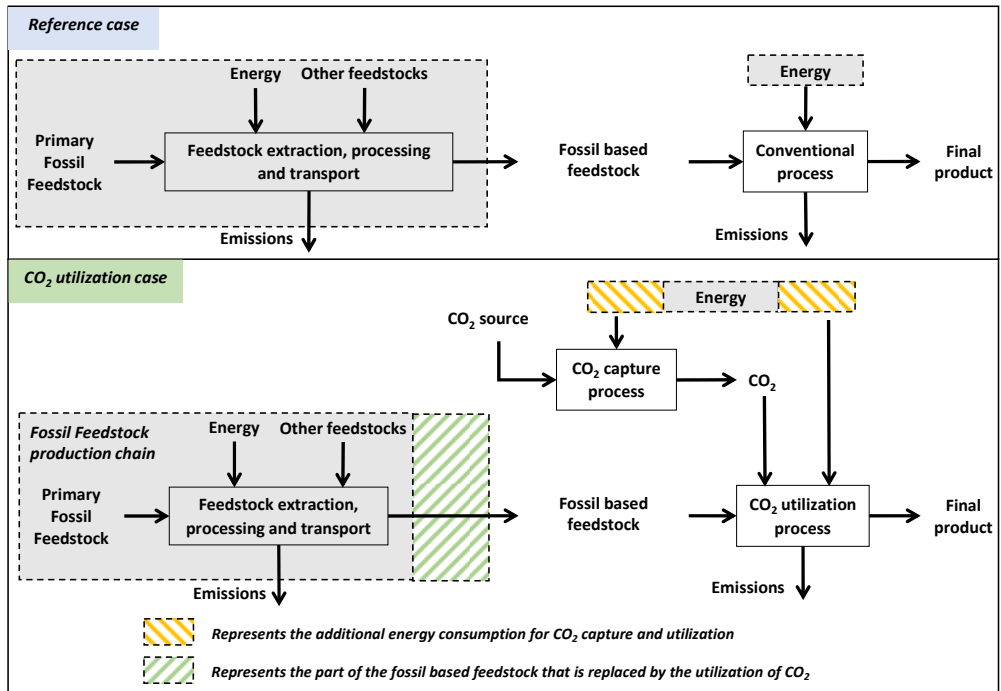 Reference case
Energy
Other feedstocks
Energy
Primary
Fossil
Feedstock
Feedstock extraction, processing
and transport
Fossil based
feedstock
Conventional
process
Final
product
Emissions
Emissions
CO₂ utilization case
Energy
CO₂ source
CO₂ capture
process
CO₂
Fossil Feedstock
production chain
Energy
Other feedstocks
Primary
Fossil
Feedstock
Feedstock extraction,
processing and transport
Fossil based
feedstock
CO₂ utilization
process
Final
product
Emissions
Emissions
Represents the additional energy consumption for CO₂ capture and utilization
Represents the part of the fossil based feedstock that is replaced by the utilization of CO₂